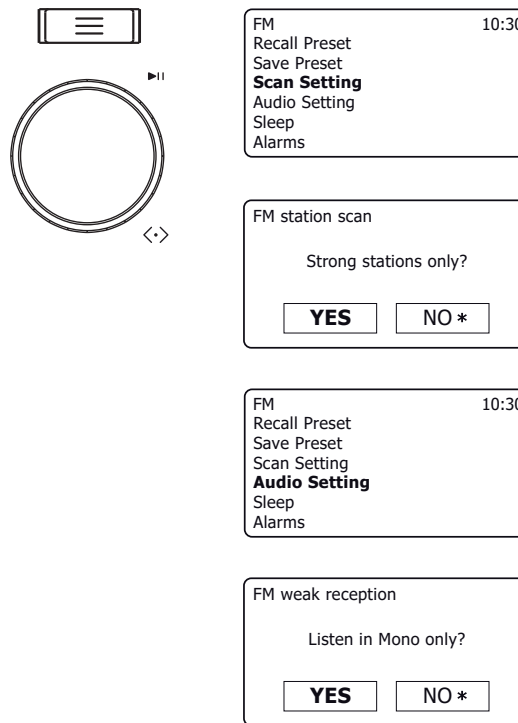 FM 10:30
Recall Preset
Save Preset
Scan Setting
Audio Setting
Sleep
Alarms
FM station scan
Strong stations only?
YES NO *
FM 10:30
Recall Preset
Save Preset
Scan Setting
Audio Setting
Sleep
Alarms
FM weak reception
Listen in Mono only?
YES NO *